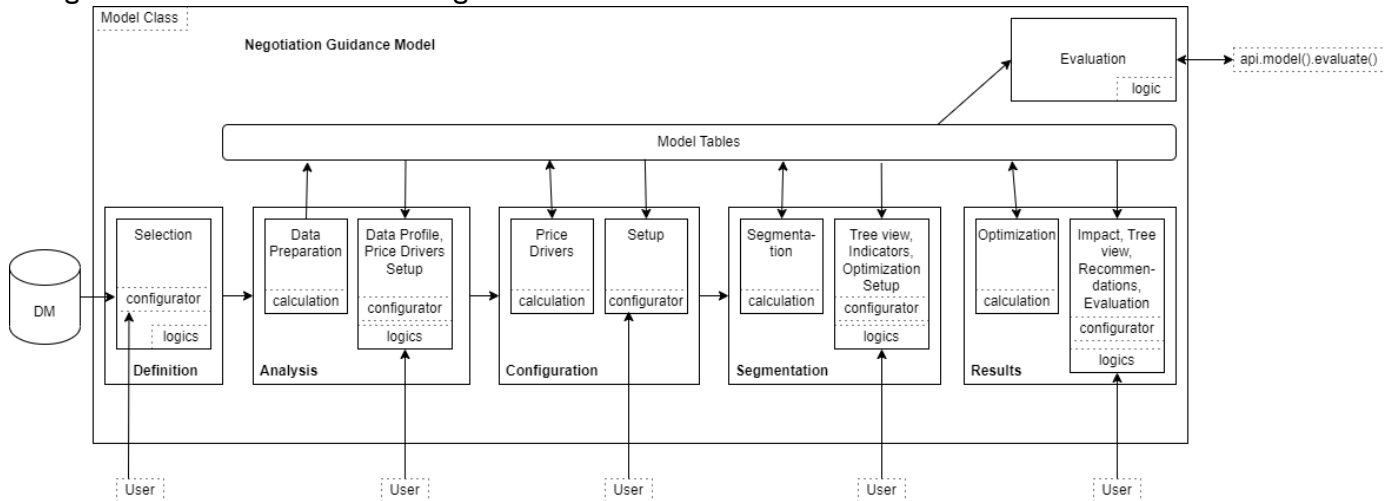 Model Class
Negotiation Guidance Model
Evaluation
logic
api.model().evaluate()
Model Tables
DM
Selection
configurator
logics
Definition
Data
Preparation
calculation
Data Profile,
Price Drivers
Setup
configurator
logics
Analysis
Price
Drivers
calculation
Setup
configurator
Configuration
Segmenta-
tion
calculation
Tree view,
Indicators,
Optimization
Setup
configurator
logics
Segmentation
Optimization
calculation
Impact, Tree
view,
Recommen-
dations,
Evaluation
configurator
logics
Results
User
User
User
User
User